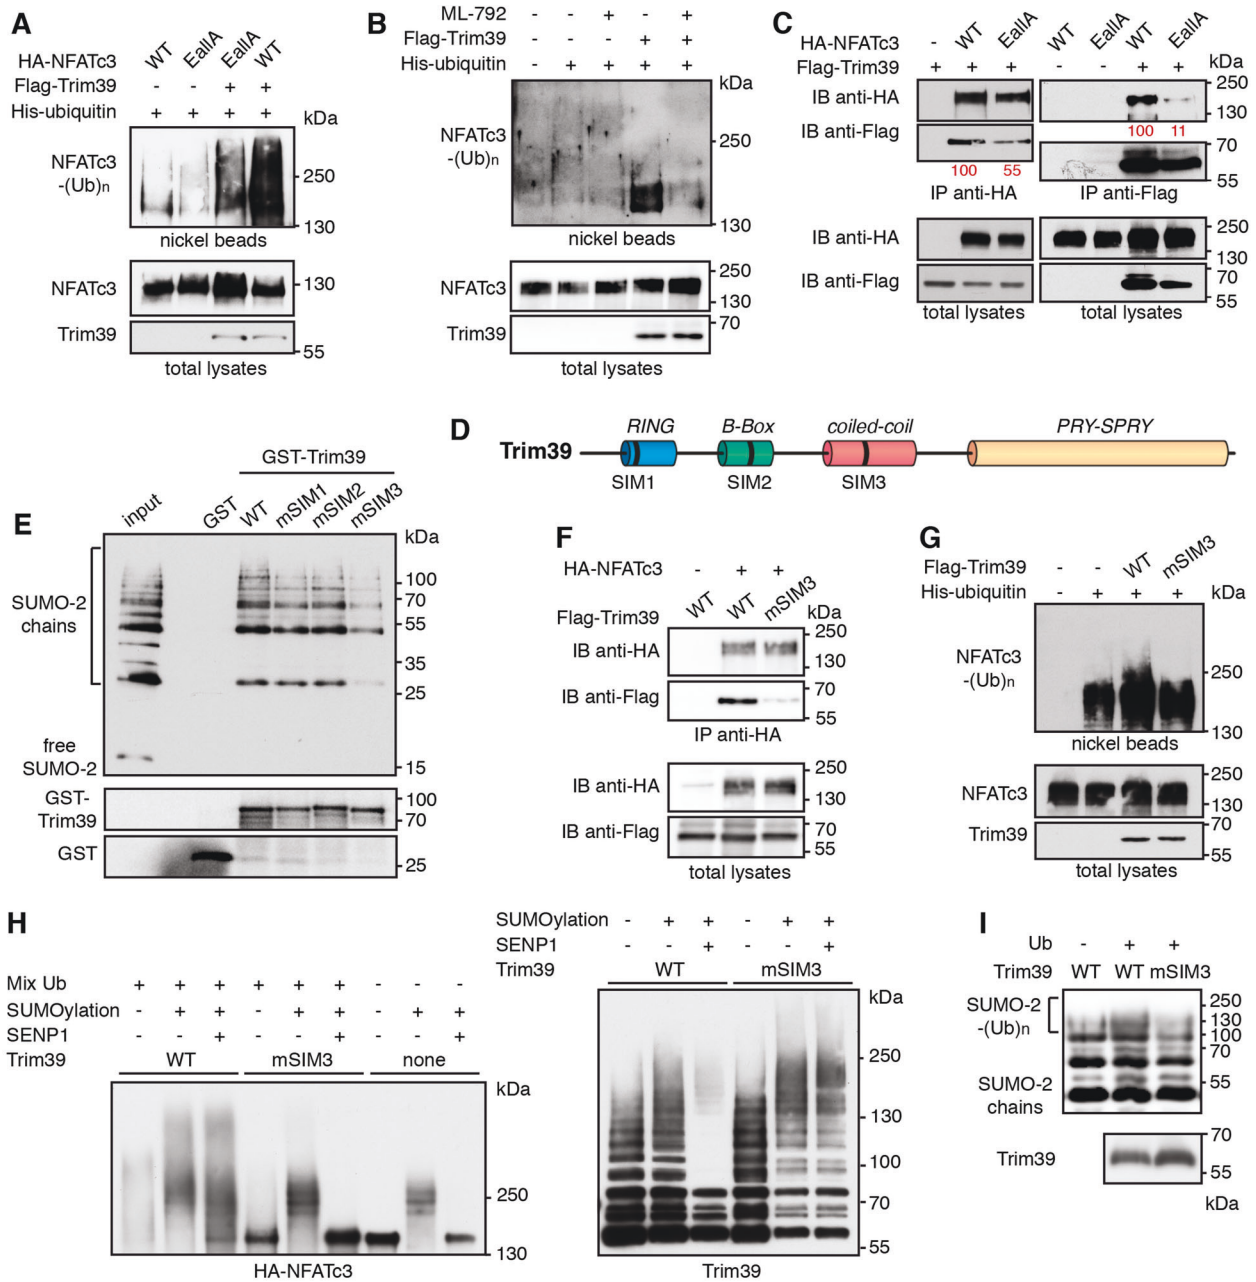 A
HA-NFATc3 WT EallA EallA WT
Flag-Trim39 - - + +
His-ubiquitin + + + +
kDa
NFATc3
-(Ub)n
250
130
nickel beads
NFATc3
130
Trim39
55
total lysates
B
ML-792 - - + - +
Flag-Trim39 - - - + +
His-ubiquitin - + + + +
kDa
NFATc3
-(Ub)n
250
130
nickel beads
NFATc3
250
130
Trim39
70
total lysates
C
HA-NFATc3 - WT EallA WT EallA WT EallA
Flag-Trim39 + + + - - + +
kDa
IB anti-HA
250
130
100 11
IB anti-Flag
70
55
100 55
IP anti-HA IP anti-Flag
IB anti-HA
250
130
IB anti-Flag
70
55
total lysates total lysates
D
RING B-Box coiled-coil PRY-SPRY
Trim39
SIM1 SIM2 SIM3
E
GST-Trim39
input GST WT mSIM1 mSIM2 mSIM3
kDa
SUMO-2
chains
100
70
55
35
25
free
SUMO-2
15
GST-
Trim39
100
70
GST
25
F
HA-NFATc3 - + +
Flag-Trim39 WT WT mSIM3
kDa
IB anti-HA
250
130
IB anti-Flag
70
55
IP anti-HA
IB anti-HA
250
130
IB anti-Flag
70
55
total lysates
G
Flag-Trim39 - - WT mSIM3
His-ubiquitin - + + +
kDa
NFATc3
-(Ub)n
250
130
nickel beads
NFATc3
250
130
Trim39
70
55
total lysates
H
Mix Ub + + + + + + - - -
SUMOylation - + + - + + - + +
SENP1 - - + - - + - - +
Trim39 WT mSIM3 none
kDa
250
130
HA-NFATc3
SUMOylation - + + - + +
SENP1 - - + - - +
Trim39 WT mSIM3
kDa
250
130
100
70
55
Trim39
I
Ub - + +
Trim39 WT WT mSIM3
SUMO-2
-(Ub)n
250
130
100
70
55
SUMO-2
chains
Trim39
70
55
kDa